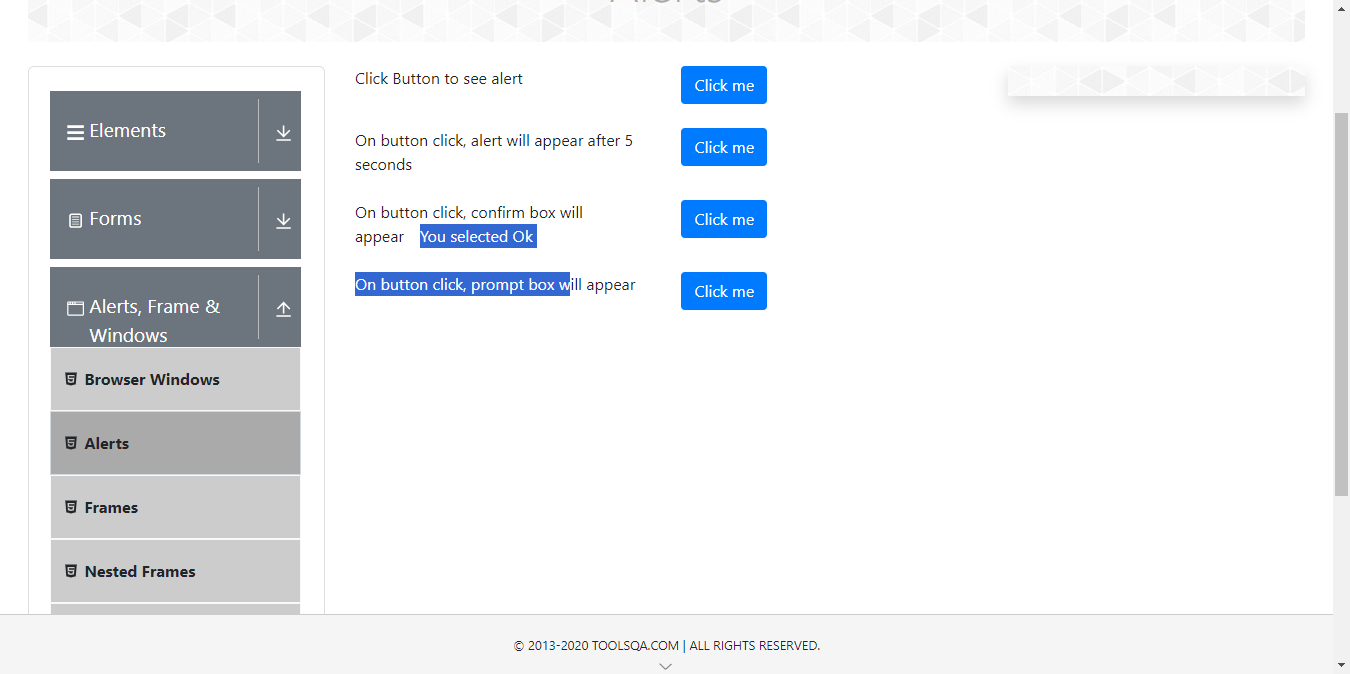 Alerts
Elements
Forms
Alerts, Frame &
Windows
Browser Windows
Alerts
Frames
Nested Frames
Click Button to see alert
Click me
On button click, alert will appear after 5
seconds
Click me
On button click, confirm box will
appear You selected Ok
Click me
On button click, prompt box will appear
Click me
© 2013-2020 TOOLSQA.COM | ALL RIGHTS RESERVED.